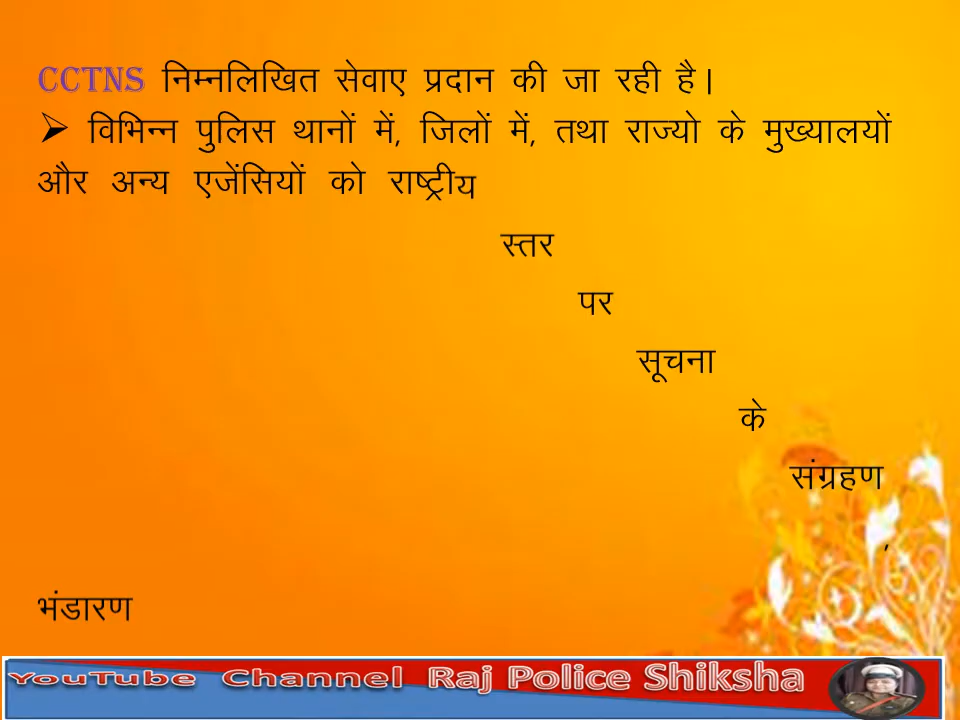 CCTNS निम्नलिखित सेवाए प्रदान की जा रही है।
➢ विभिन्न पुलिस थानों में, जिलों में, तथा राज्यो के मुख्यालयों
और अन्य एजेंसियों को राष्ट्रीय
स्तर
पर
सूचना
के
संग्रहण
,
भंडारण
YouTube Channel Raj Police Shiksha